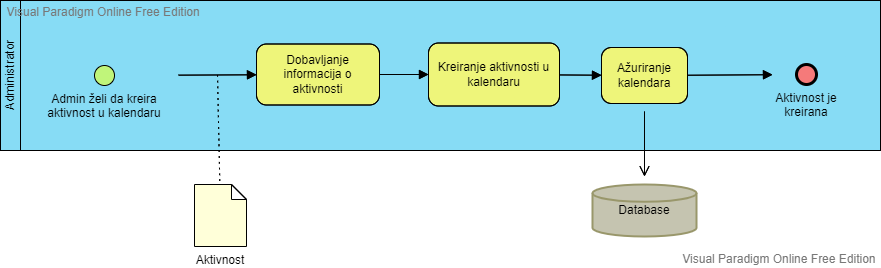 Visual Paradigm Online Free Edition
Administrator
Admin želi da kreira
aktivnost u kalendaru
Dobavljanje
informacija o
aktivnosti
Kreiranje aktivnosti u
kalendaru
Ažuriranje
kalendara
Aktivnost je
kreirana
Aktivnost
Database
Visual Paradigm Online Free Edition